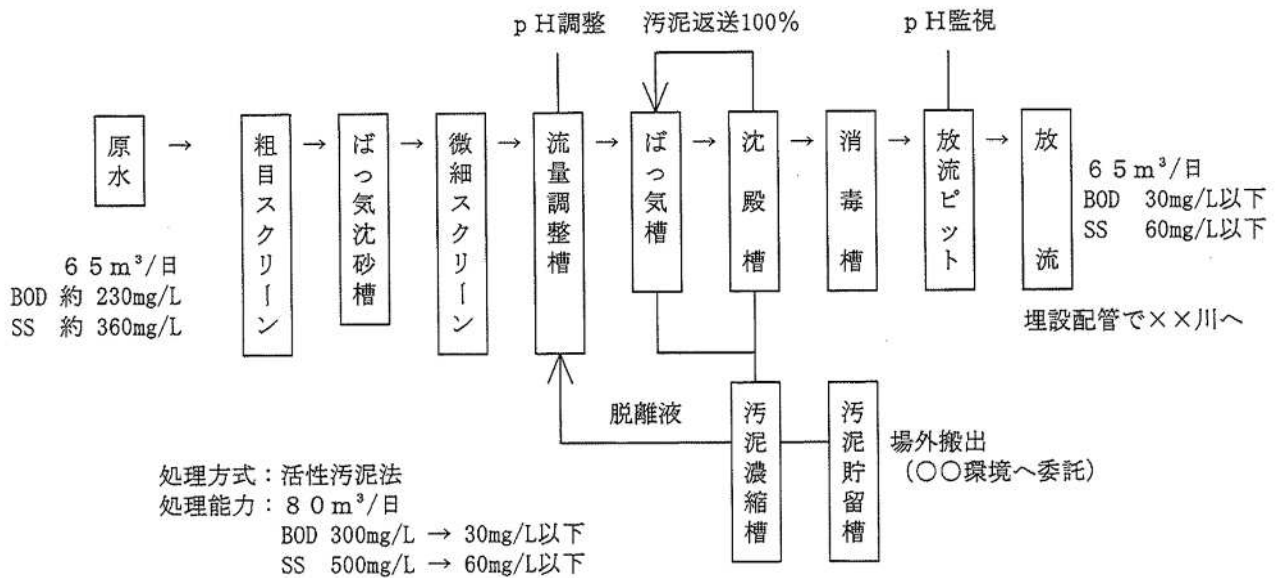 pH調整
汚泥返送100%
pH監視
原水
→
粗目スクリーン
→
ばっ気沈砂槽
→
微細スクリーン
→
流量調整槽
→
ばっ気槽
→
沈殿槽
→
消毒槽
→
放流ピット
→
放流
65m³/日
BOD 約 230mg/L
SS 約 360mg/L
65m³/日
BOD 30mg/L以下
SS 60mg/L以下
埋設配管で××川へ
脱離液
汚泥濃縮槽
汚泥貯留槽
場外搬出
(○○環境へ委託)
処理方式:活性汚泥法
処理能力:80m³/日
BOD 300mg/L → 30mg/L以下
SS 500mg/L → 60mg/L以下